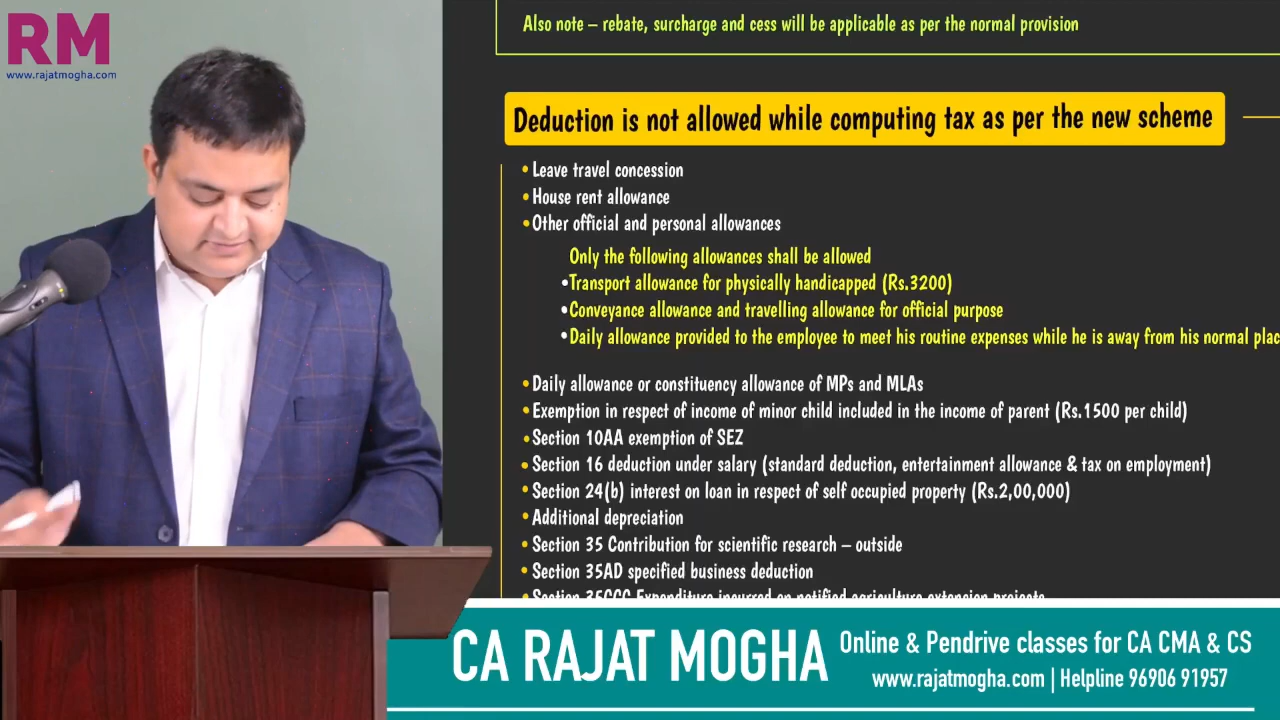 RM
www.rajatmogha.com
Also note – rebate, surcharge and cess will be applicable as per the normal provision
Deduction is not allowed while computing tax as per the new scheme
• Leave travel concession
• House rent allowance
• Other official and personal allowances
Only the following allowances shall be allowed
•Transport allowance for physically handicapped (Rs.3200)
•Conveyance allowance and travelling allowance for official purpose
•Daily allowance provided to the employee to meet his routine expenses while he is away from his normal plac
• Daily allowance or constituency allowance of MPs and MLAs
• Exemption in respect of income of minor child included in the income of parent (Rs.1500 per child)
• Section 10AA exemption of SEZ
• Section 16 deduction under salary (standard deduction, entertainment allowance & tax on employment)
• Section 24(b) interest on loan in respect of self occupied property (Rs.2,00,000)
• Additional depreciation
• Section 35 Contribution for scientific research – outside
• Section 35AD specified business deduction
• Section 35CCC Expenditure incurred on notified agriculture extension projects
CA RAJAT MOGHA
Online & Pendrive classes for CA CMA & CS
www.rajatmogha.com | Helpline 96906 91957